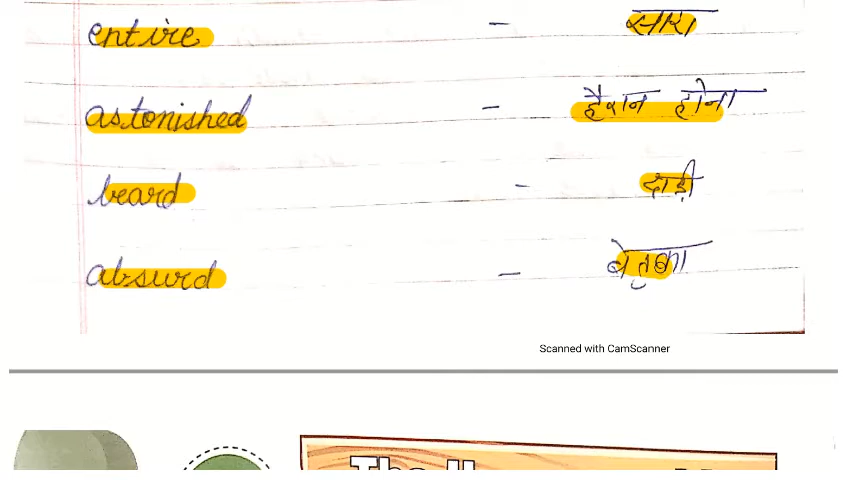 entire - सारा
astonished - हैरान होना
beard - दाड़ी
absurd - बेतुका
Scanned with CamScanner